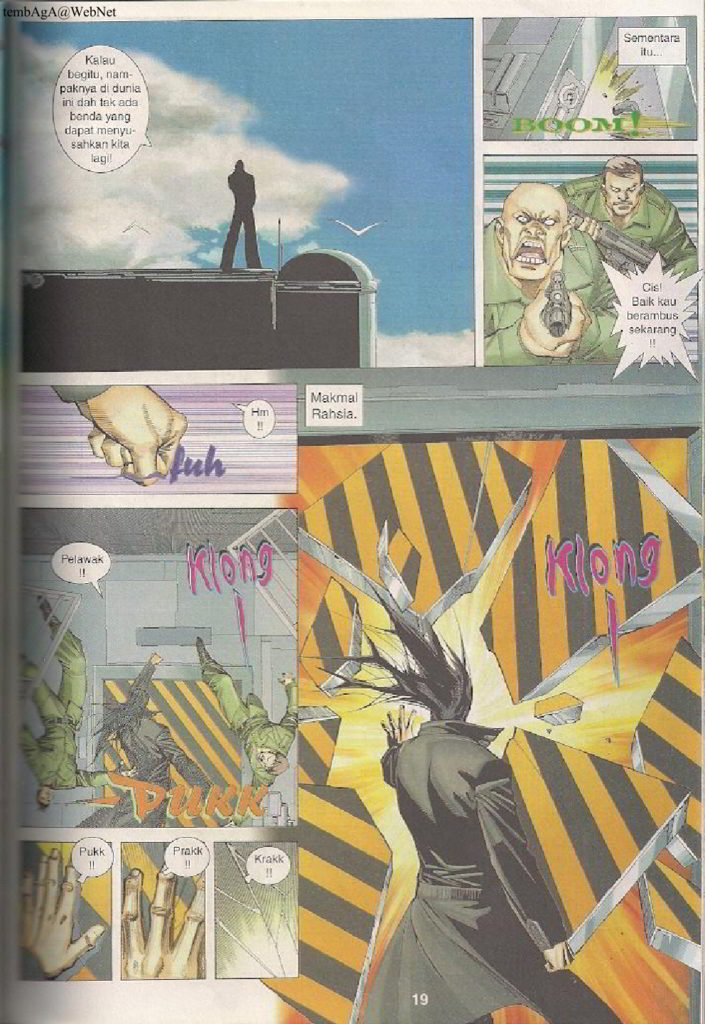 tembAgA@WebNet
Kalau
begitu, nam-
paknya di dunia
ini dah tak ada
benda yang
dapat menyu-
sahkan kita
lagi!
Sementara
itu...
BOOM!
Cis!
Baik kau
berambus
sekarang
!!
Hm
!!
fuh
Makmal
Rahsia.
Pelawak
!!
Klong
!
PUKK
Klong
!
Pukk
!!
Prakk
!!
Krakk
!!
19